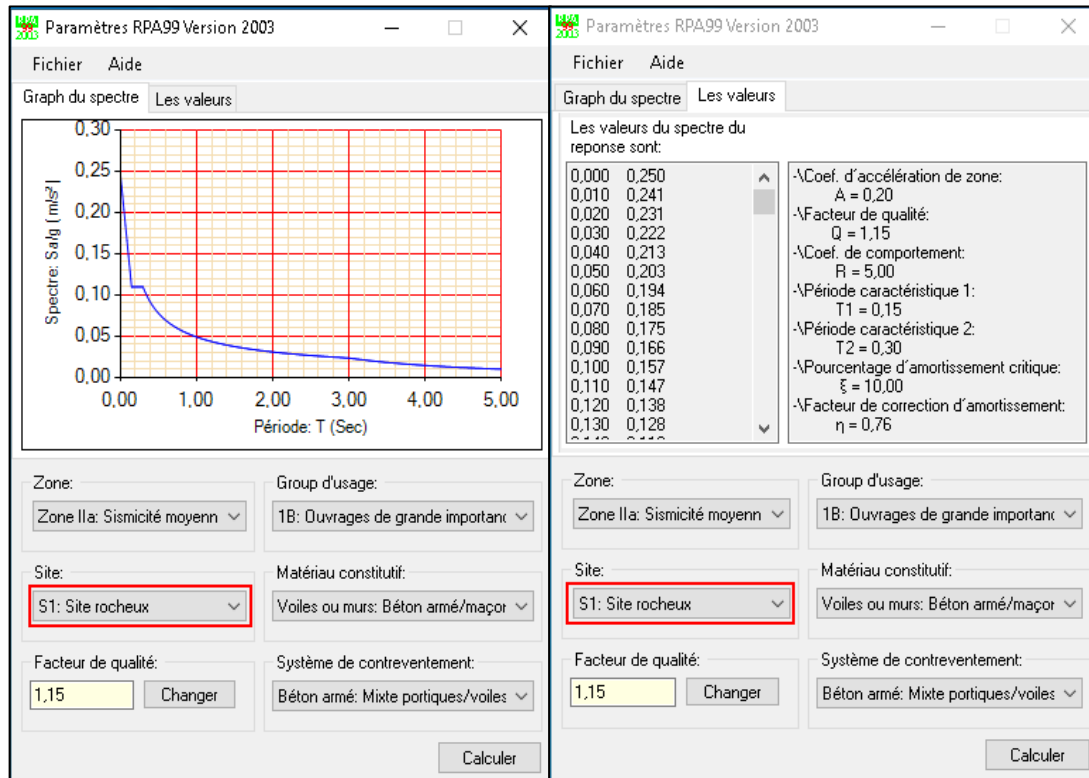 Paramètres RPA99 Version 2003
Fichier Aide
Graph du spectre Les valeurs
0,30
0,25
0,20
0,15
0,10
0,05
0,00
Spectre: Sa/g [m/s²]
0,00 1,00 2,00 3,00 4,00 5,00
Période: T (Sec)
Zone:
Zone IIa: Sismicité moyenn
Group d'usage:
1B: Ouvrages de grande importanc
Site:
S1: Site rocheux
Matériau constitutif:
Voiles ou murs: Béton armé/maçor
Facteur de qualité:
1,15 Changer
Système de contreventement:
Béton armé: Mixte portiques/voiles
Calculer
Paramètres RPA99 Version 2003
Fichier Aide
Graph du spectre Les valeurs
Les valeurs du spectre du
reponse sont:
0,000 0,250
0,010 0,241
0,020 0,231
0,030 0,222
0,040 0,213
0,050 0,203
0,060 0,194
0,070 0,185
0,080 0,175
0,090 0,166
0,100 0,157
0,110 0,147
0,120 0,138
0,130 0,128
-\Coef. d´accélération de zone:
A = 0,20
-\Facteur de qualité:
Q = 1,15
-\Coef. de comportement:
R = 5,00
-\Période caractéristique 1:
T1 = 0,15
-\Période caractéristique 2:
T2 = 0,30
-\Pourcentage d´amortissement critique:
ξ = 10,00
-\Facteur de correction d´amortissement:
η = 0,76
Zone:
Zone IIa: Sismicité moyenn
Group d'usage:
1B: Ouvrages de grande importanc
Site:
S1: Site rocheux
Matériau constitutif:
Voiles ou murs: Béton armé/maçor
Facteur de qualité:
1,15 Changer
Système de contreventement:
Béton armé: Mixte portiques/voiles
Calculer